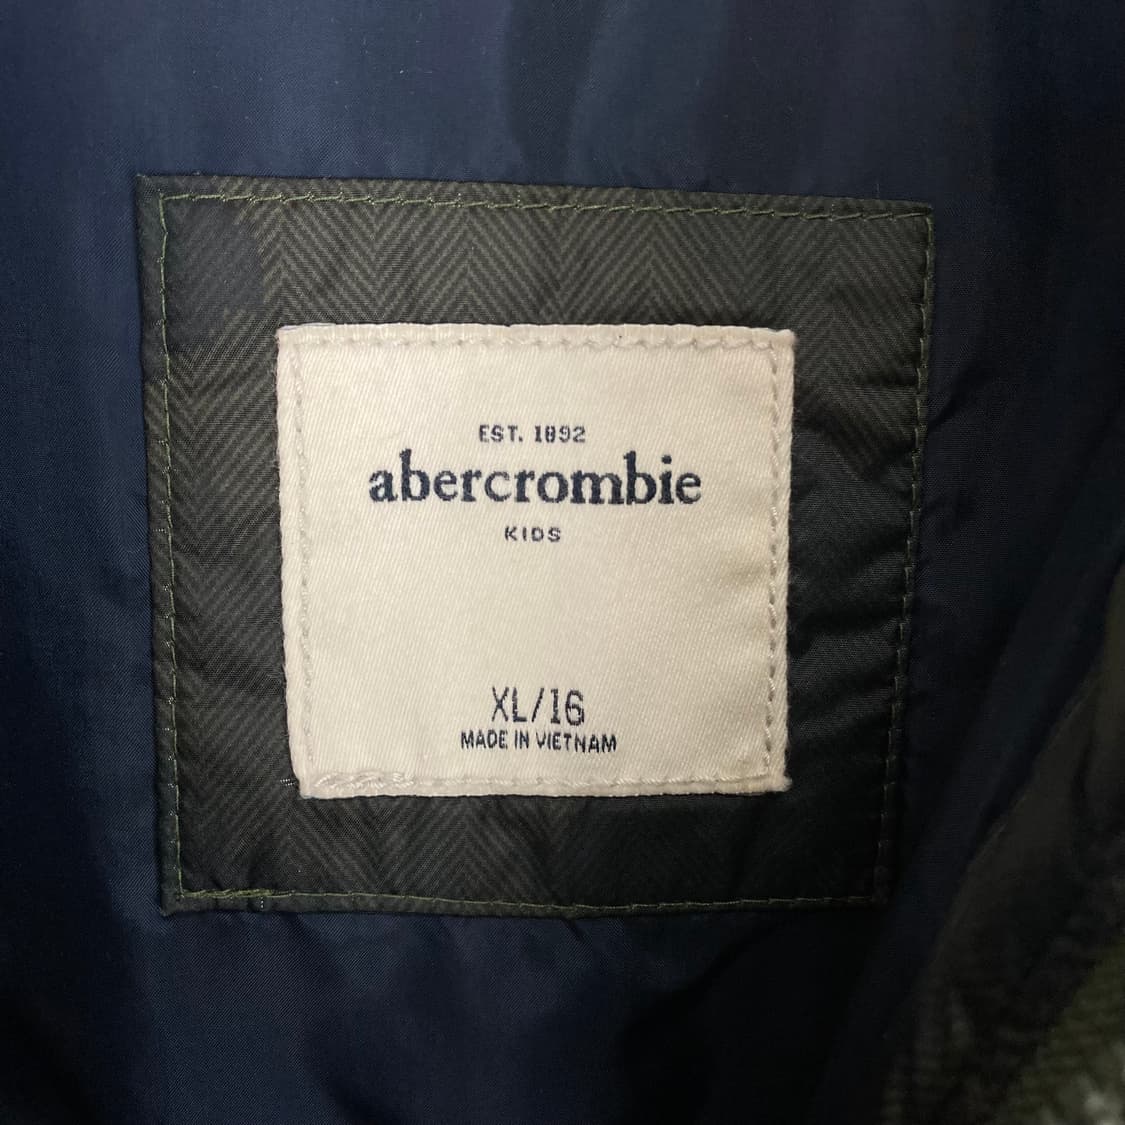 EST. 1892
abercrombie
KIDS
XL/16
MADE IN VIETNAM